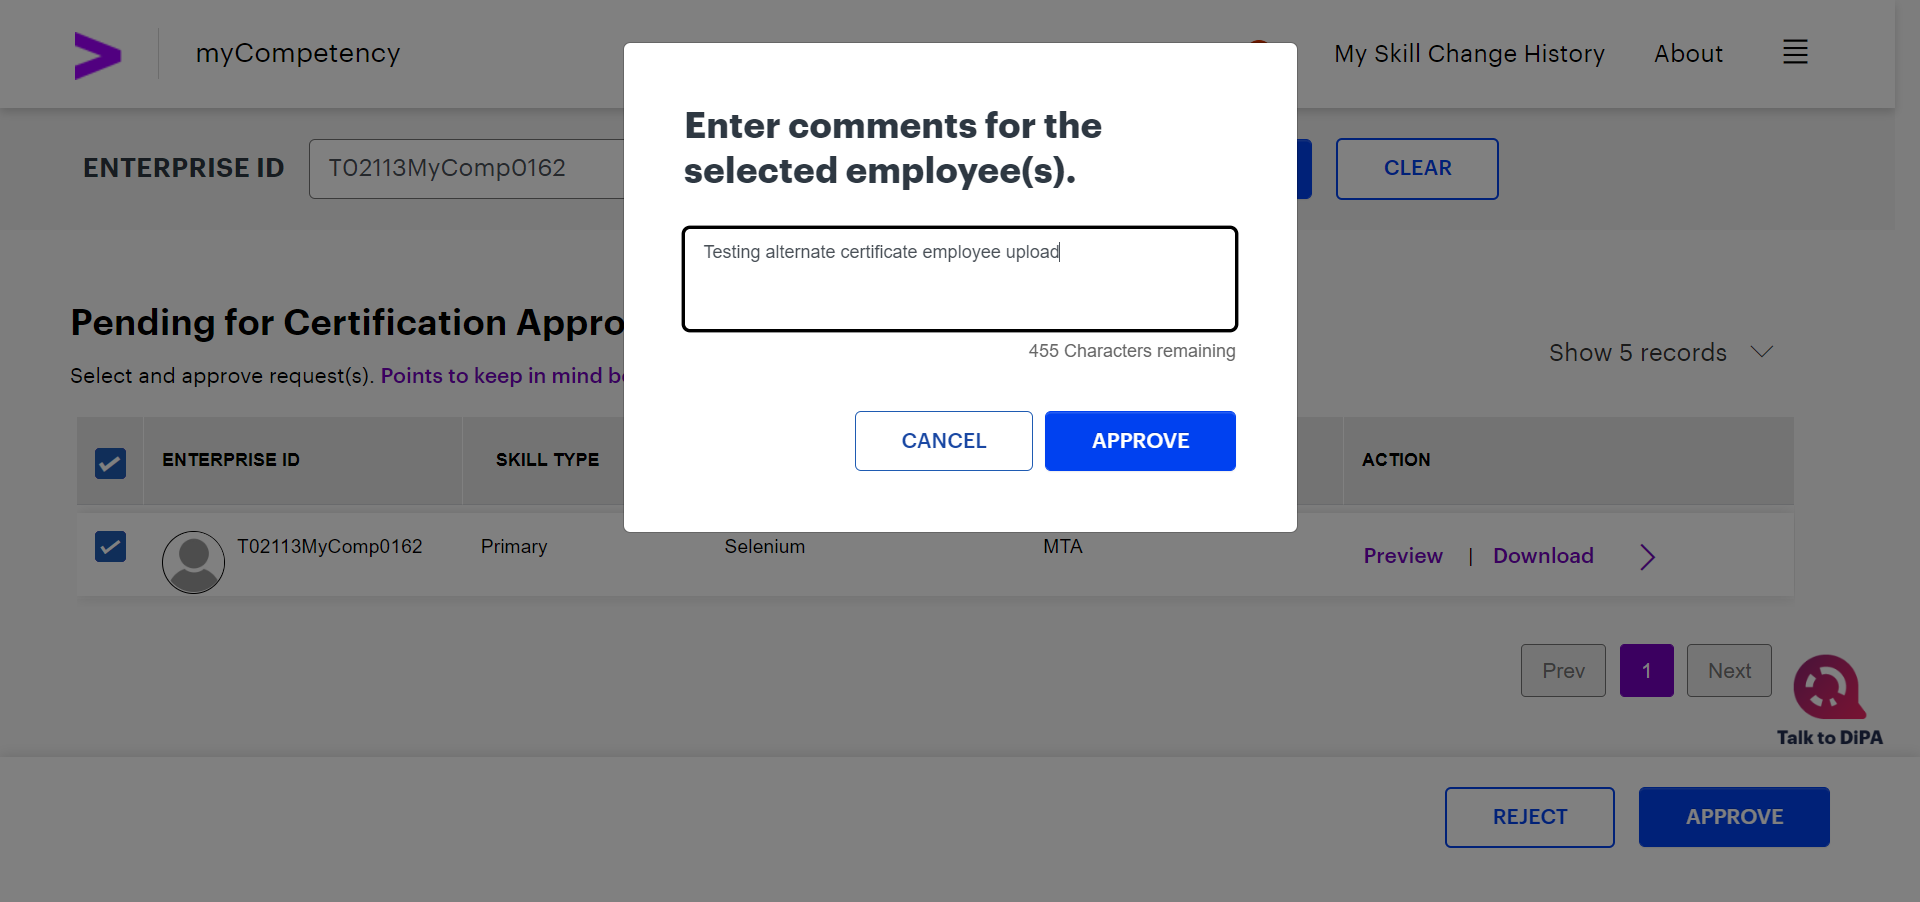 myCompetency
My Skill Change History
About
ENTERPRISE ID
T02113MyComp0162
CLEAR
Enter comments for the
selected employee(s).
Testing alternate certificate employee upload
455 Characters remaining
CANCEL
APPROVE
Pending for Certification Appro
Show 5 records
Select and approve request(s). Points to keep in mind b
ENTERPRISE ID
SKILL TYPE
ACTION
T02113MyComp0162
Primary
Selenium
MTA
Preview | Download
Prev
1
Next
Talk to DiPA
REJECT
APPROVE